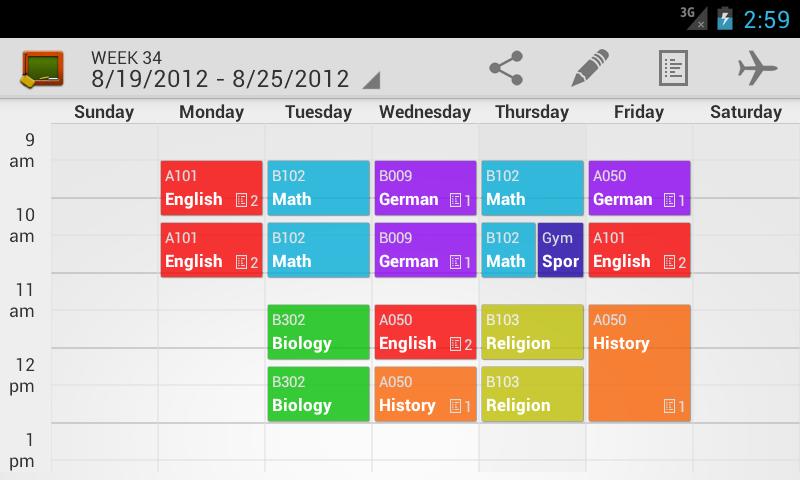 3G 2:59
WEEK 34
8/19/2012 - 8/25/2012
Sunday Monday Tuesday Wednesday Thursday Friday Saturday
9
am
A101 B102 B009 B102 A050
English 2 Math German 1 Math German 1
10
am
A101 B102 B009 B102 Gym A101
English 2 Math German 1 Math Spor English 2
11
am
B302 A050 B103 A050
Biology English 2 Religion History
12
pm
B302 A050 B103
Biology History 1 Religion 1
1
pm